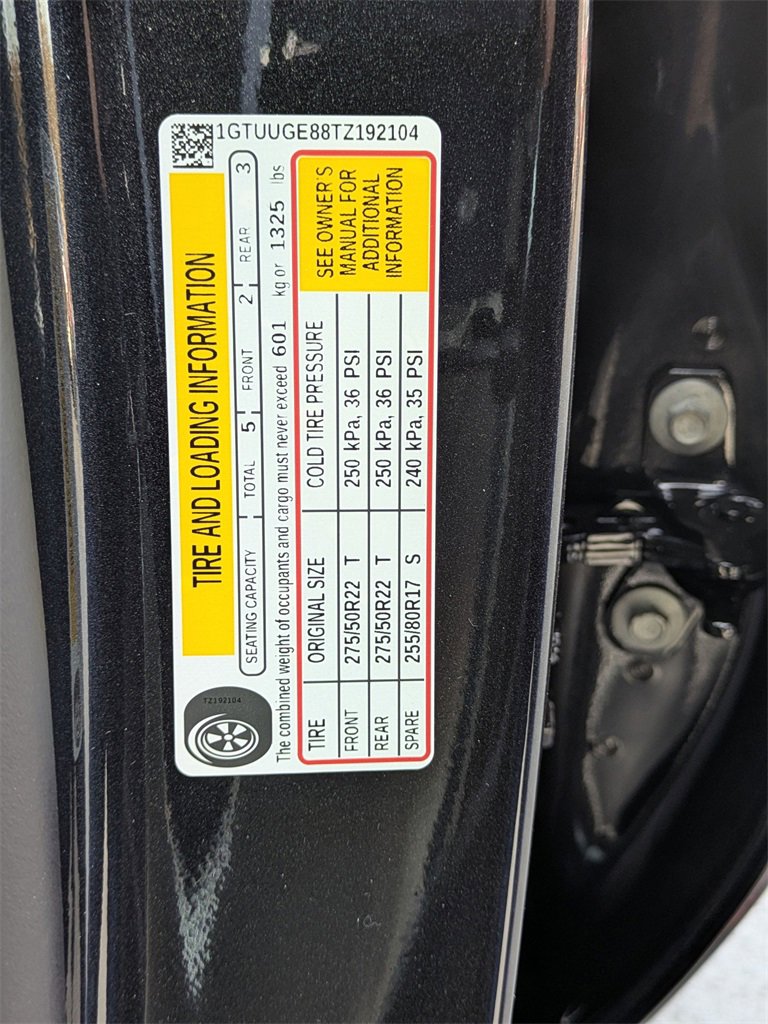 1GTUUGE88TZ192104
TIRE AND LOADING INFORMATION
SEATING CAPACITY TOTAL 5 FRONT 2 REAR 3
The combined weight of occupants and cargo must never exceed 601 kg or 1325 lbs
TIRE ORIGINAL SIZE COLD TIRE PRESSURE
FRONT 275/50R22 T 250 kPa, 36 PSI
REAR 275/50R22 T 250 kPa, 36 PSI
SPARE 255/80R17 S 240 kPa, 35 PSI
SEE OWNER'S
MANUAL FOR
ADDITIONAL
INFORMATION
TZ192104